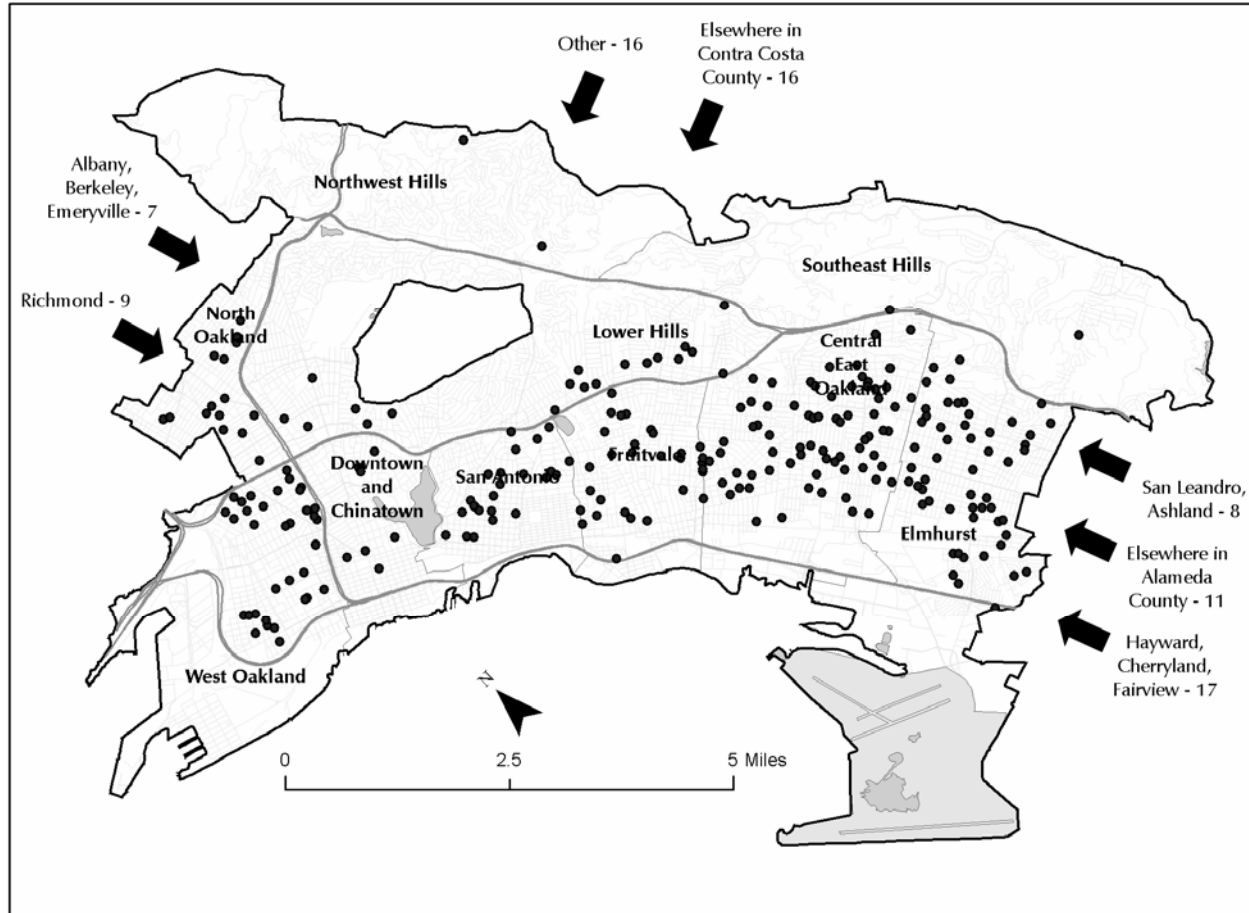 Other - 16
Elsewhere in
Contra Costa
County - 16
Albany,
Berkeley,
Emeryville - 7
Northwest Hills
Southeast Hills
Richmond - 9
North
Oakland
Lower Hills
Central
East
Oakland
Downtown
and
Chinatown
San Antonio
Fruitvale
San Leandro,
Ashland - 8
Elmhurst
Elsewhere in
Alameda
County - 11
Hayward,
Cherryland,
Fairview - 17
West Oakland
N
0 2.5 5 Miles